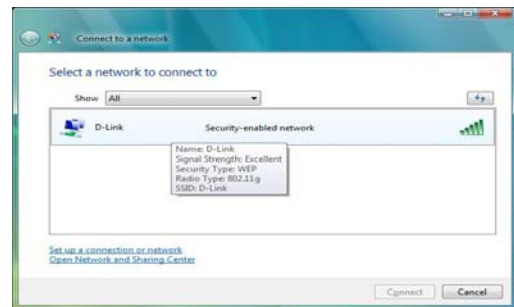 Connect to a network
Select a network to connect to
Show All
D-Link Security-enabled network
Name: D-Link
Signal Strength: Excellent
Security Type: WEP
Radio Type: 802.11g
SSID: D-Link
Set up a connection or network
Open Network and Sharing Center
Connect Cancel